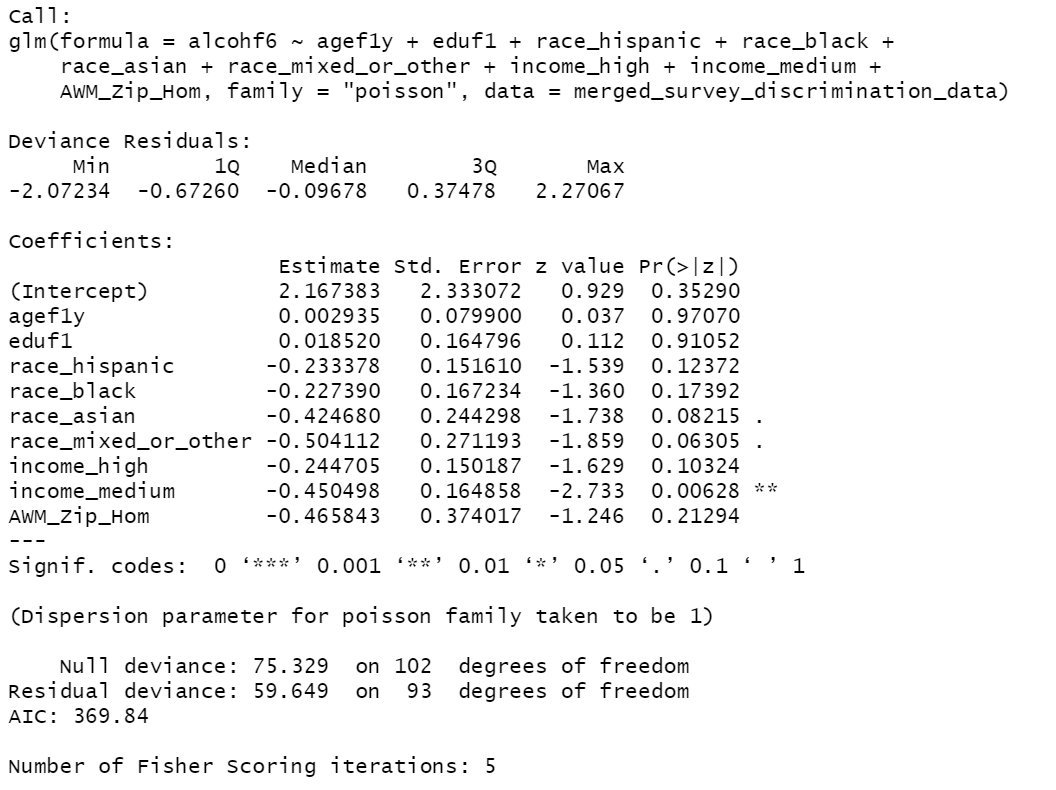 Call:
glm(formula = alcohf6 ~ agef1y + eduf1 + race_hispanic + race_black +
    race_asian + race_mixed_or_other + income_high + income_medium +
    AWM_Zip_Hom, family = "poisson", data = merged_survey_discrimination_data)

Deviance Residuals:
     Min        1Q    Median        3Q       Max
-2.07234  -0.67260  -0.09678   0.37478   2.27067

Coefficients:
                     Estimate Std. Error z value Pr(>|z|)
(Intercept)          2.167383   2.333072   0.929  0.35290
agef1y               0.002935   0.079900   0.037  0.97070
eduf1                0.018520   0.164796   0.112  0.91052
race_hispanic       -0.233378   0.151610  -1.539  0.12372
race_black          -0.227390   0.167234  -1.360  0.17392
race_asian          -0.424680   0.244298  -1.738  0.08215 .
race_mixed_or_other -0.504112   0.271193  -1.859  0.06305 .
income_high         -0.244705   0.150187  -1.629  0.10324
income_medium       -0.450498   0.164858  -2.733  0.00628 **
AWM_Zip_Hom         -0.465843   0.374017  -1.246  0.21294
---
Signif. codes:  0 ‘***’ 0.001 ‘**’ 0.01 ‘*’ 0.05 ‘.’ 0.1 ‘ ’ 1

(Dispersion parameter for poisson family taken to be 1)

    Null deviance: 75.329  on 102  degrees of freedom
Residual deviance: 59.649  on  93  degrees of freedom
AIC: 369.84

Number of Fisher Scoring iterations: 5